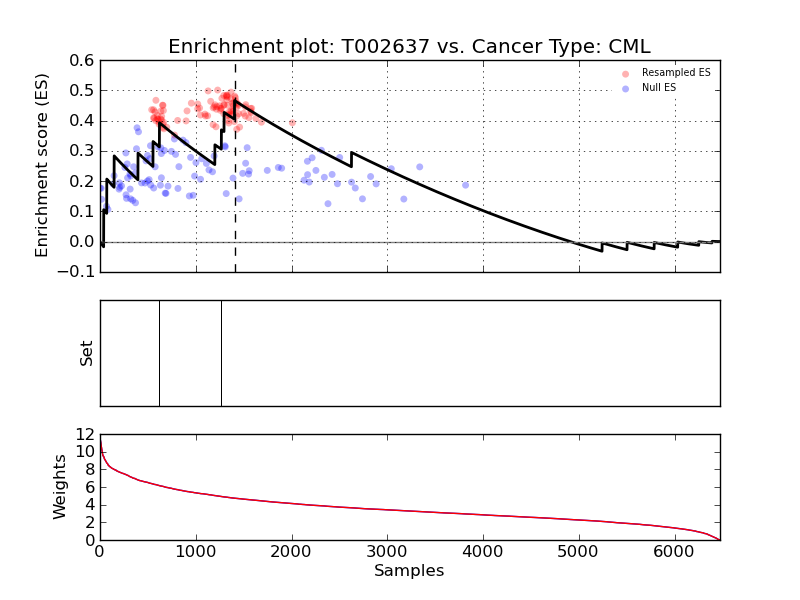 Enrichment plot: T002637 vs. Cancer Type: CML
Enrichment score (ES)
0.6
0.5
0.4
0.3
0.2
0.1
0.0
−0.1
Resampled ES
Null ES
Set
Weights
12
10
8
6
4
2
0
0 1000 2000 3000 4000 5000 6000
Samples